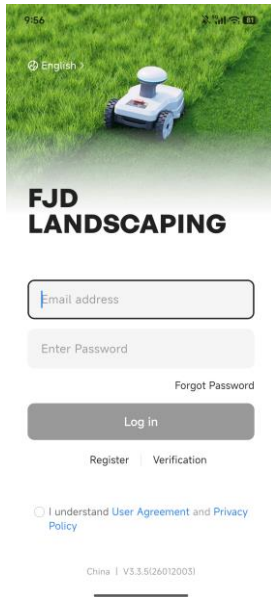 9:56
English >
FJD
LANDSCAPING
Email address
Enter Password
Forgot Password
Log in
Register | Verification
I understand User Agreement and Privacy
Policy
China | V3.3.5(26012003)